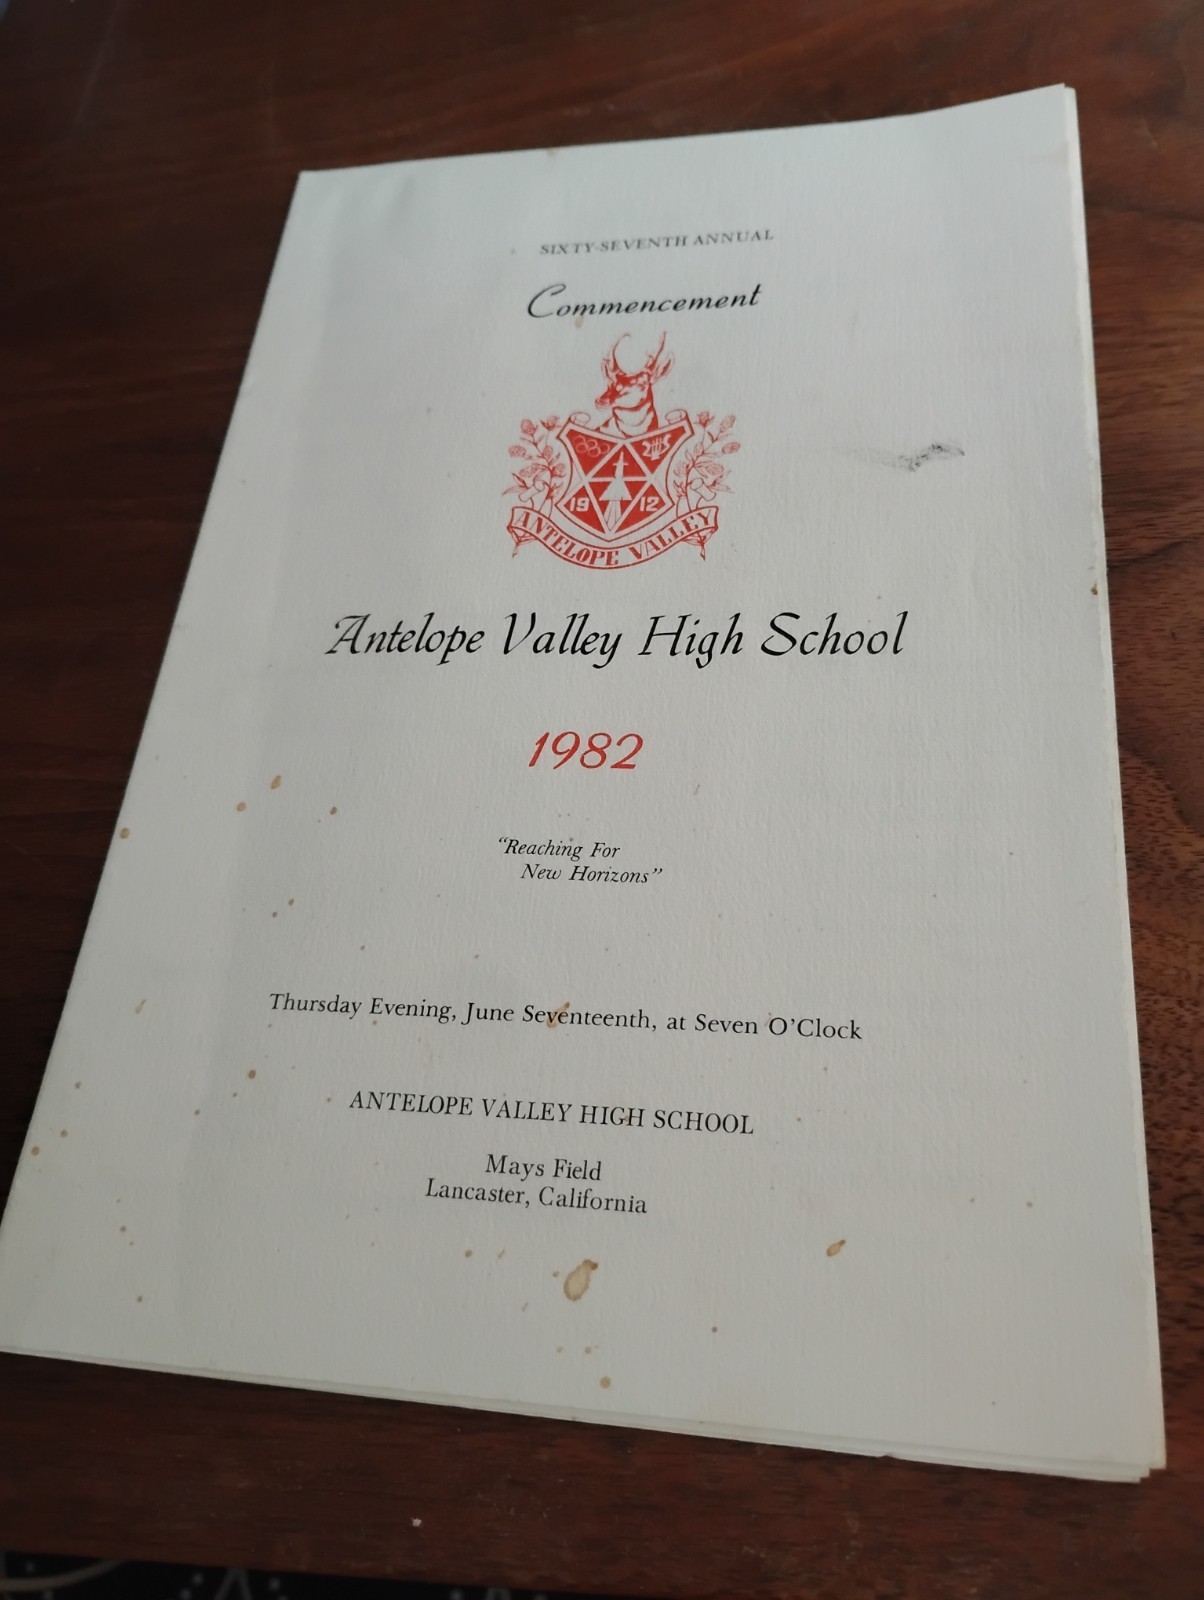 SIXTY-SEVENTH ANNUAL
Commencement
19 12
ANTELOPE VALLEY
Antelope Valley High School
1982
“Reaching For
New Horizons”
Thursday Evening, June Seventeenth, at Seven O’Clock
ANTELOPE VALLEY HIGH SCHOOL
Mays Field
Lancaster, California